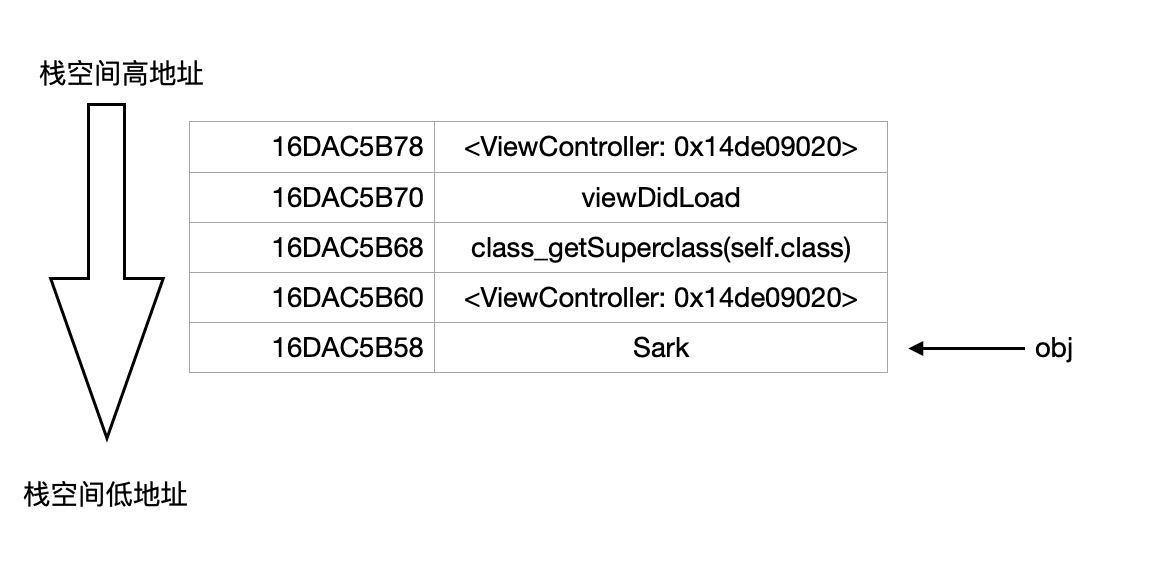 栈空间高地址
16DAC5B78 <ViewController: 0x14de09020>
16DAC5B70 viewDidLoad
16DAC5B68 class_getSuperclass(self.class)
16DAC5B60 <ViewController: 0x14de09020>
16DAC5B58 Sark obj
栈空间低地址